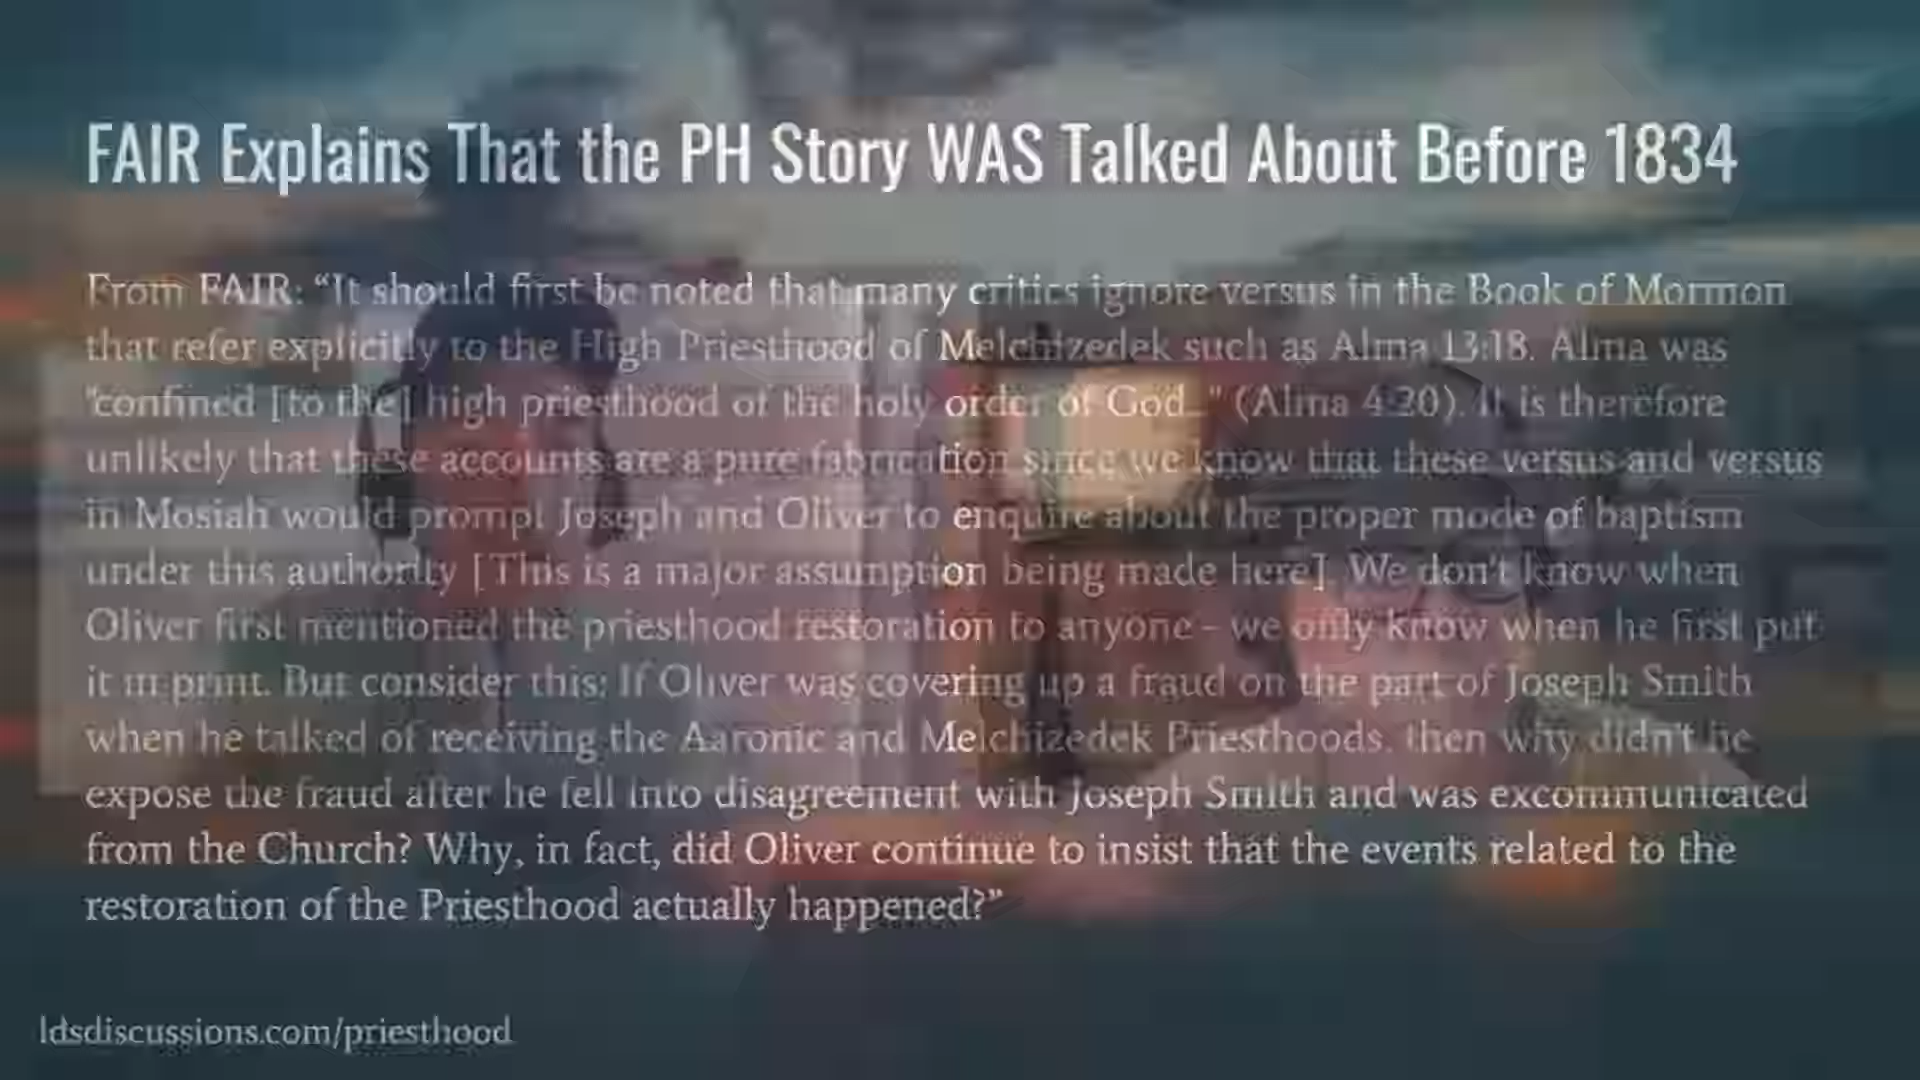 FAIR Explains That the PH Story WAS Talked About Before 1834
From FAIR: “It should first be noted that many critics ignore versus in the Book of Mormon
that refer explicitly to the High Priesthood of Melchizedek such as Alma 13:18. Alma was
"confined [to the] high priesthood of the holy order of God..." (Alma 4:20). It is therefore
unlikely that these accounts are a pure fabrication since we know that these versus and versus
in Mosiah would prompt Joseph and Oliver to enquire about the proper mode of baptism
under this authority [This is a major assumption being made here]. We don't know when
Oliver first mentioned the priesthood restoration to anyone - we only know when he first put
it in print. But consider this: If Oliver was covering up a fraud on the part of Joseph Smith
when he talked of receiving the Aaronic and Melchizedek Priesthoods, then why didn't he
expose the fraud after he fell into disagreement with Joseph Smith and was excommunicated
from the Church? Why, in fact, did Oliver continue to insist that the events related to the
restoration of the Priesthood actually happened?”
ldsdiscussions.com/priesthood